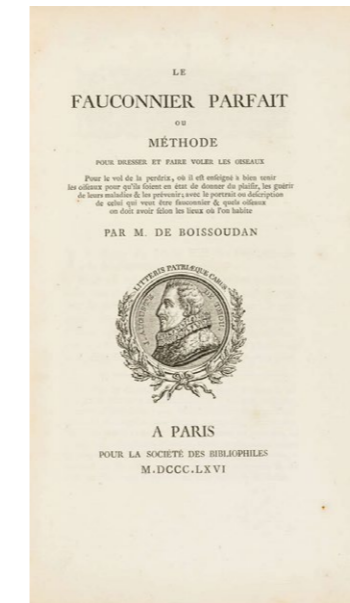 LE
FAUCONNIER PARFAIT
OU
MÉTHODE
POUR DRESSER ET FAIRE VOLER LES OISEAUX
Pour le vol de la perdrix, où il eſt enſeigné à bien tenir
les oiſeaux pour qu'ils ſoient en état de donner du plaiſir, les guérir
de leurs maladies & les prévenir; avec le portrait ou deſcription
de celui qui veut être fauconnier & quels oiſeaux
on doit avoir ſelon les lieux où l'on habite
PAR M. DE BOISSOUDAN
LITTERIS PATRIÆQUE CARUS
I. AUGUSTE DE THOU
A PARIS
POUR LA SOCIÉTÉ DES BIBLIOPHILES
M.DCCC.LXVI